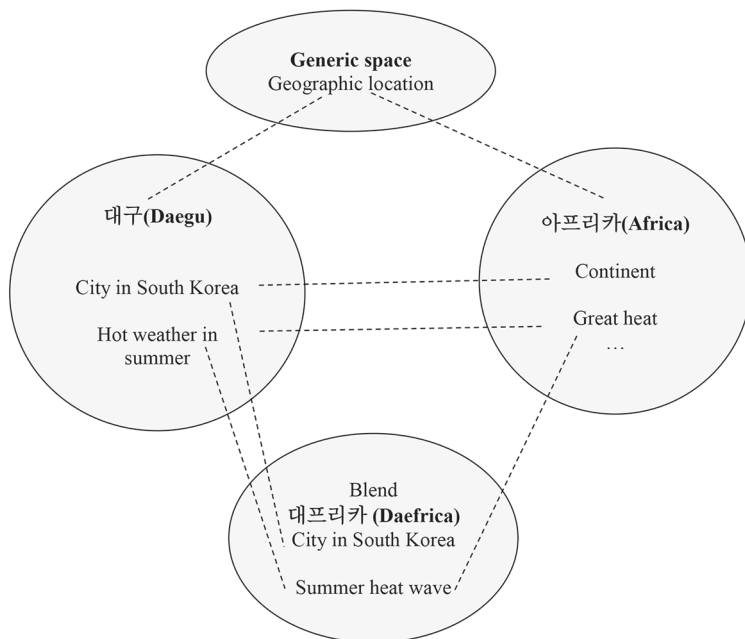 Generic space
Geographic location
대구(Daegu)
City in South Korea
Hot weather in
summer
아프리카(Africa)
Continent
Great heat
…
Blend
대프리카 (Daefrica)
City in South Korea
Summer heat wave